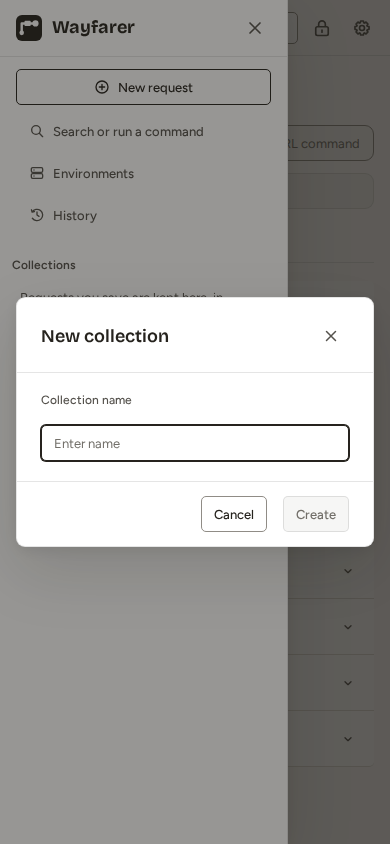 Wayfarer
New request
Search or run a command
Environments
History
RL command
Collections
Requests you save are kept here, in
New collection
Collection name
Enter name
Cancel
Create